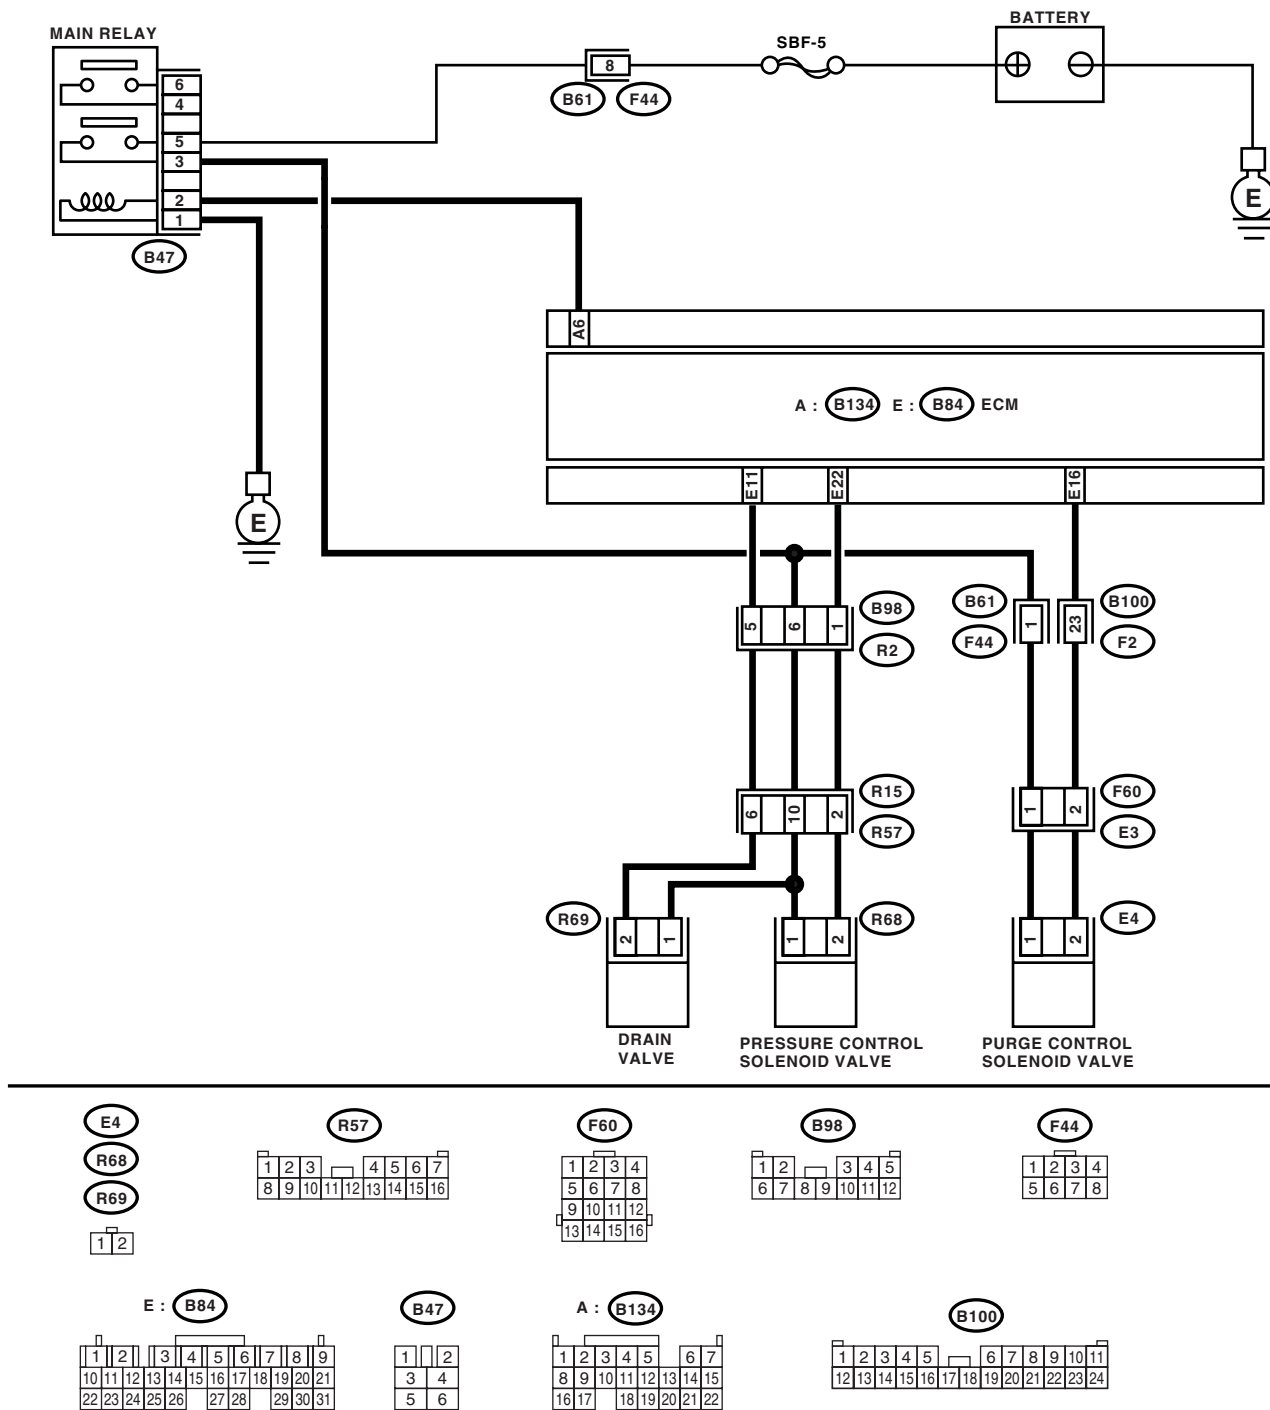 MAIN RELAY
BATTERY
SBF-5
8
B61 F44
6
4
5
3
2
1
B47
E
E
A6
A : B134 E : B84 ECM
E11 E22 E16
5 6 1
B98
R2
B61
F44
1
23
B100
F2
6 10 2
R15
R57
1 2
F60
E3
R69
2 1
1 2
R68
1 2
E4
DRAIN
VALVE
PRESSURE CONTROL
SOLENOID VALVE
PURGE CONTROL
SOLENOID VALVE
E4
R68
R69
1 2
R57
1 2 3 4 5 6 7
8 9 10 11 12 13 14 15 16
F60
1 2 3 4
5 6 7 8
9 10 11 12
13 14 15 16
B98
1 2 3 4 5
6 7 8 9 10 11 12
F44
1 2 3 4
5 6 7 8
E : B84
1 2 3 4 5 6 7 8 9
10 11 12 13 14 15 16 17 18 19 20 21
22 23 24 25 26 27 28 29 30 31
B47
1 2
3 4
5 6
A : B134
1 2 3 4 5 6 7
8 9 10 11 12 13 14 15
16 17 18 19 20 21 22
B100
1 2 3 4 5 6 7 8 9 10 11
12 13 14 15 16 17 18 19 20 21 22 23 24